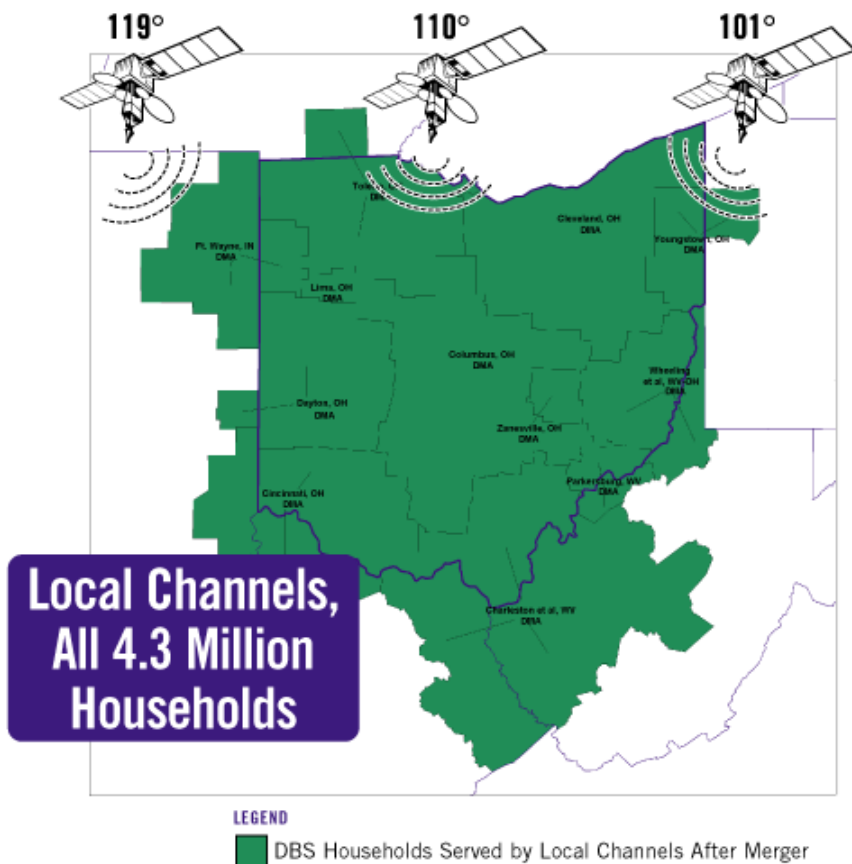 119°
110°
101°
Cleveland, OH
DMA
Youngstown, OH
DMA
Ft. Wayne, IN
DMA
Lima, OH
DMA
Columbus, OH
DMA
Wheeling
et al, WV-OH
DMA
Dayton, OH
DMA
Zanesville, OH
DMA
Parkersburg, WV
DMA
Cincinnati, OH
DMA
Local Channels,
All 4.3 Million
Households
Charleston et al, WV
DMA
LEGEND
DBS Households Served by Local Channels After Merger